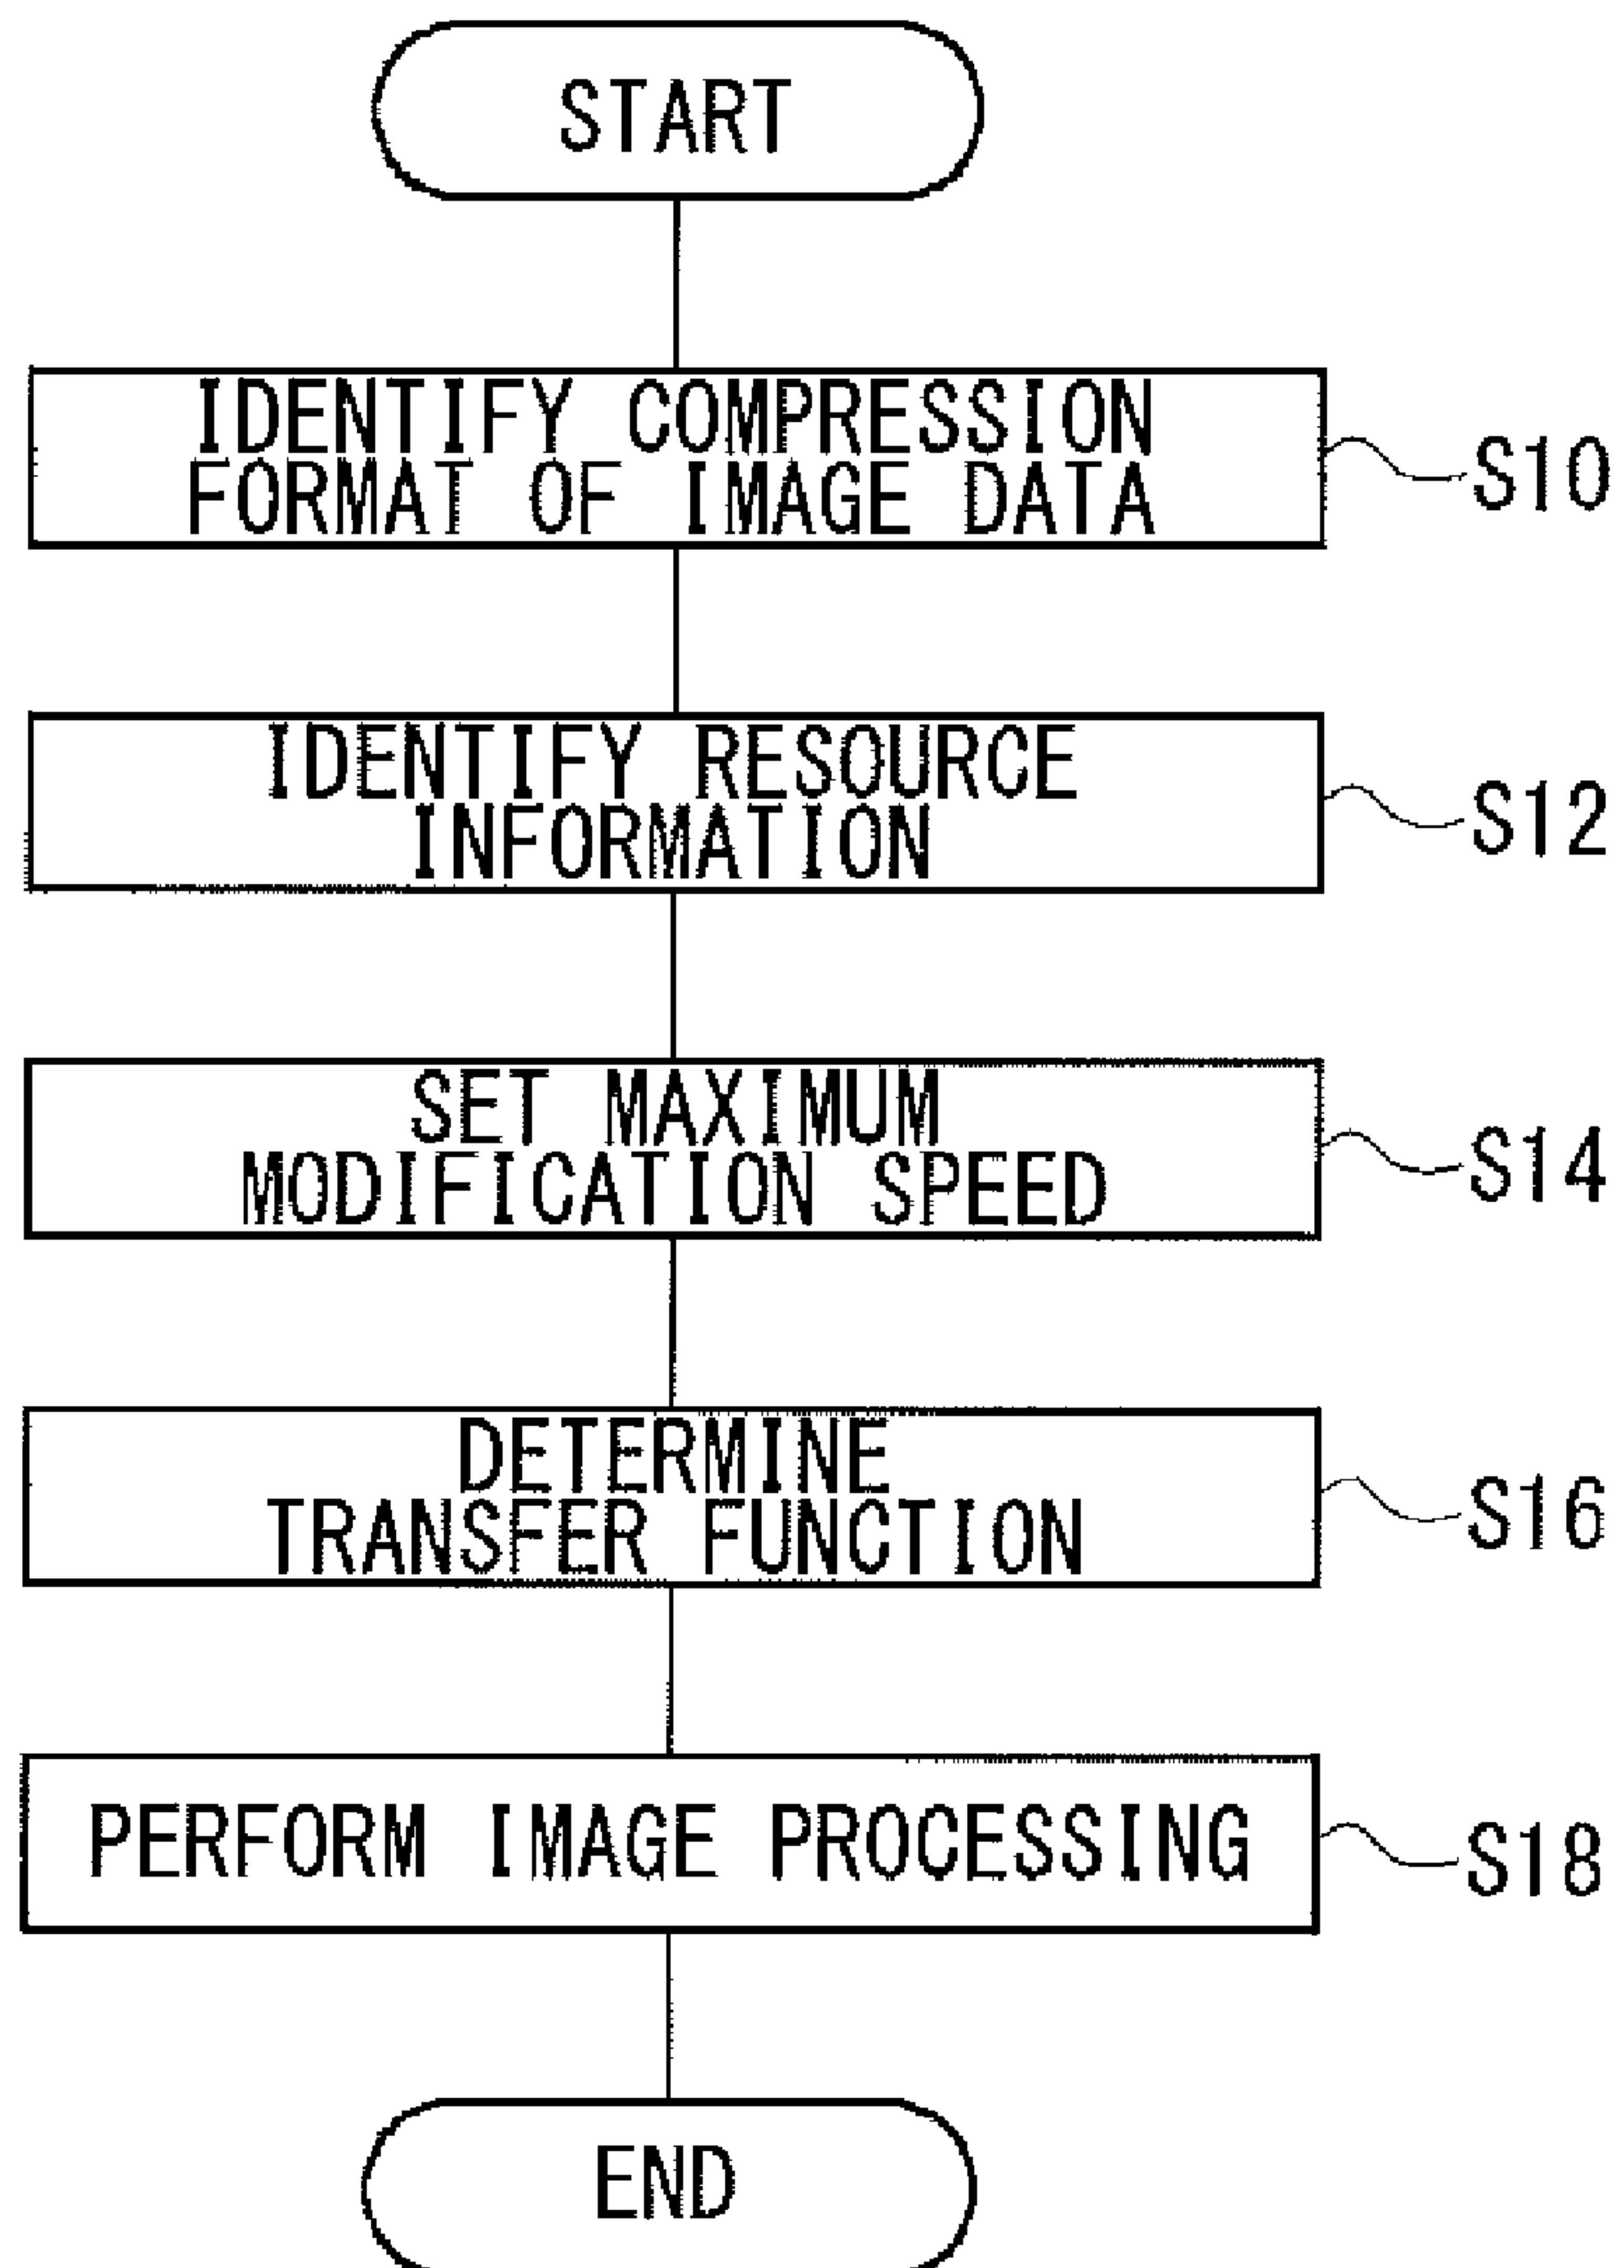 START
IDENTIFY COMPRESSION
FORMAT OF IMAGE DATA
S10
IDENTIFY RESOURCE
INFORMATION
S12
SET MAXIMUM
MODIFICATION SPEED
S14
DETERMINE
TRANSFER FUNCTION
S16
PERFORM IMAGE PROCESSING
S18
END